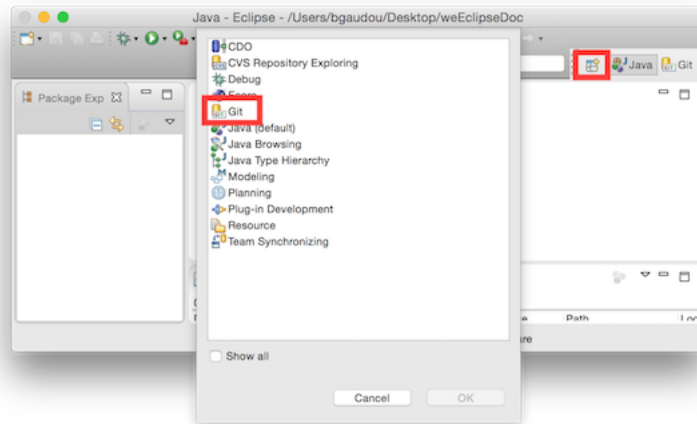 Java - Eclipse - /Users/bgaudou/Desktop/weEclipseDoc
Java Git
Package Exp
CDO
CVS Repository Exploring
Debug
Git
Java (default)
Java Browsing
Java Type Hierarchy
Modeling
Planning
Plug-in Development
Resource
Team Synchronizing
Path
Show all
Cancel OK